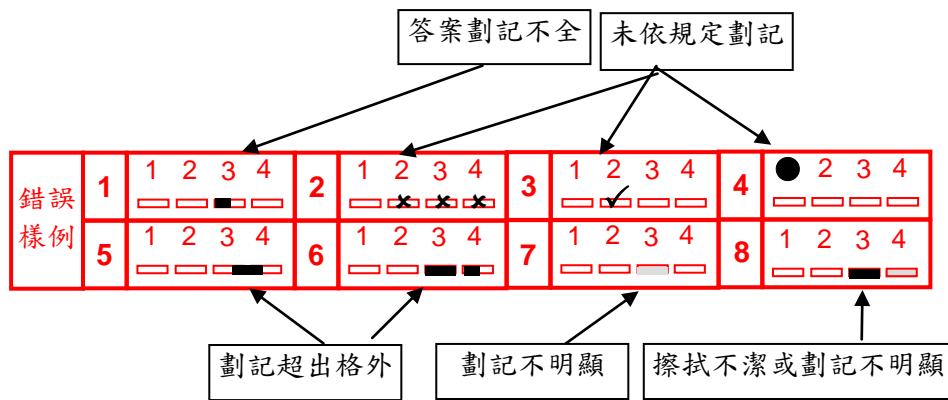 答案劃記不全
未依規定劃記
錯誤
樣例
1
1 2 3 4
2
1 2 3 4
3
1 2 3 4
4
2 3 4
5
1 2 3 4
6
1 2 3 4
7
1 2 3 4
8
1 2 3 4
劃記超出格外
劃記不明顯
擦拭不潔或劃記不明顯